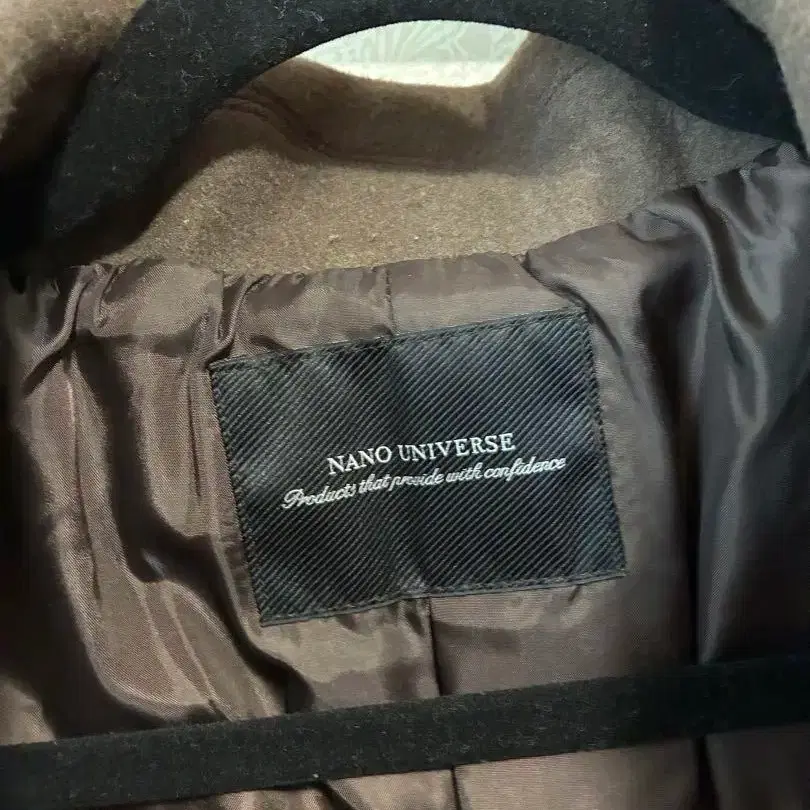 NANO UNIVERSE
Products that provide with confidence